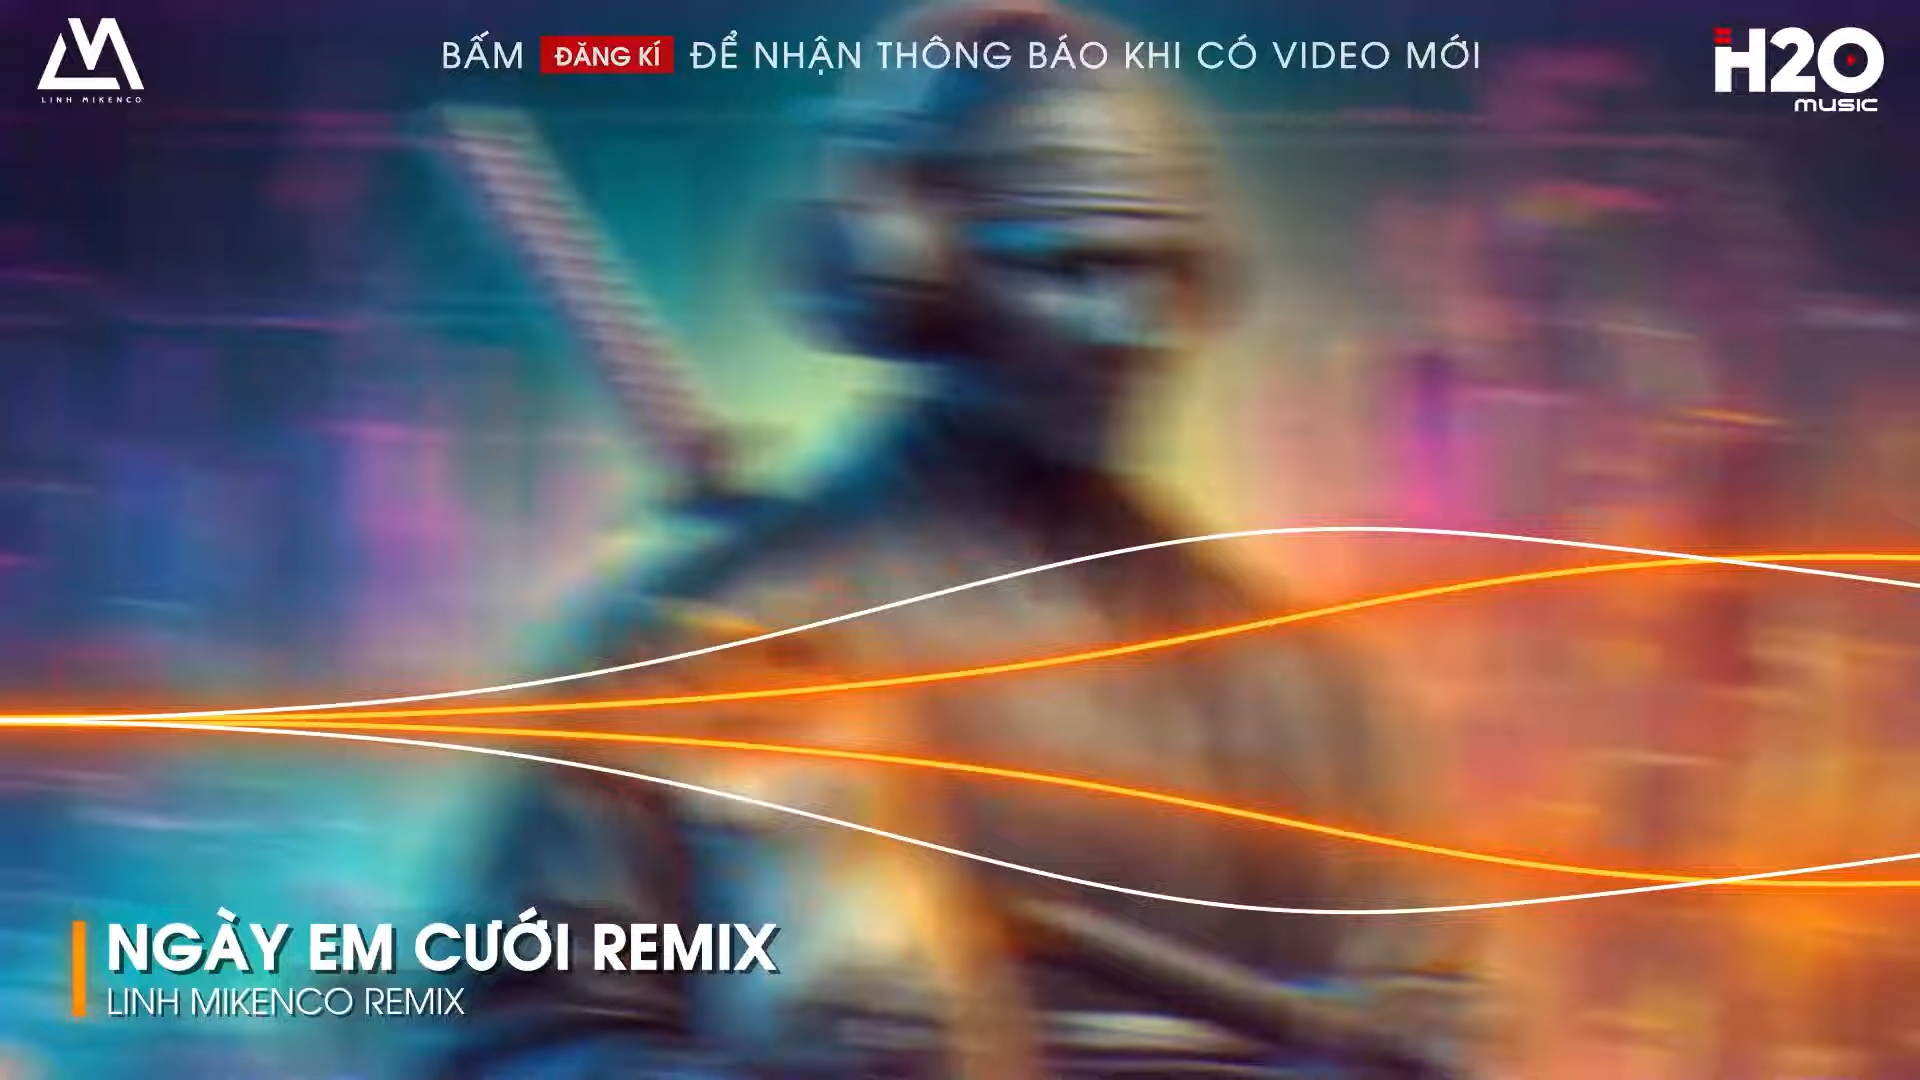 LINH MIKENCO
BẤM ĐĂNG KÍ ĐỂ NHẬN THÔNG BÁO KHI CÓ VIDEO MỚI
H2O
MUSIC
NGÀY EM CƯỚI REMIX
LINH MIKENCO REMIX